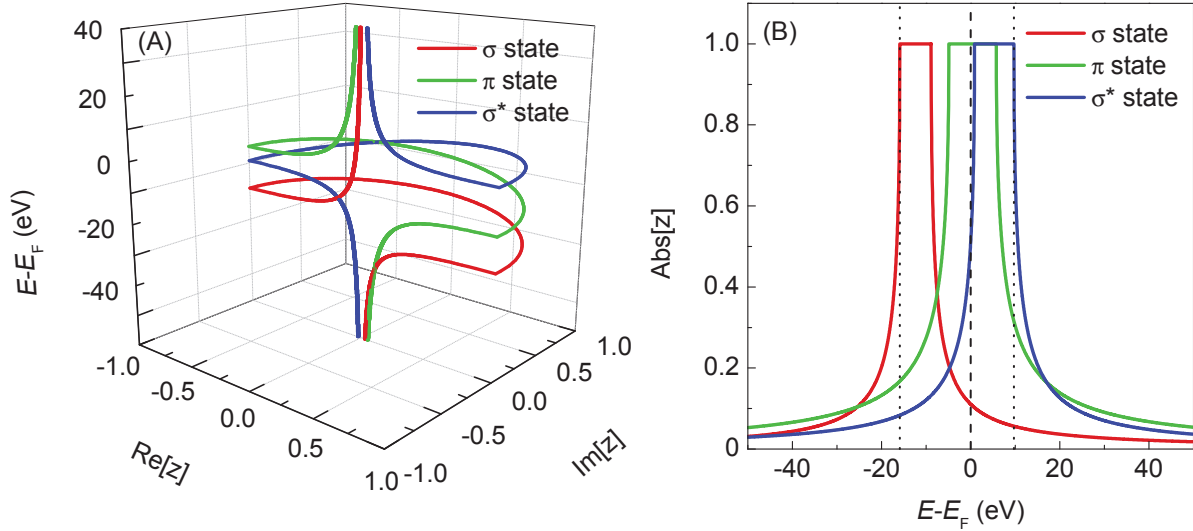 (A)
σ state
π state
σ* state
40
20
0
-20
-40
E-E_F (eV)
-1.0
-0.5
0.0
0.5
1.0
Re[z]
-1.0
-0.5
0.0
0.5
1.0
Im[z]
(B)
σ state
π state
σ* state
1.0
0.8
0.6
0.4
0.2
0
Abs[z]
-40
-20
0
20
40
E-E_F (eV)